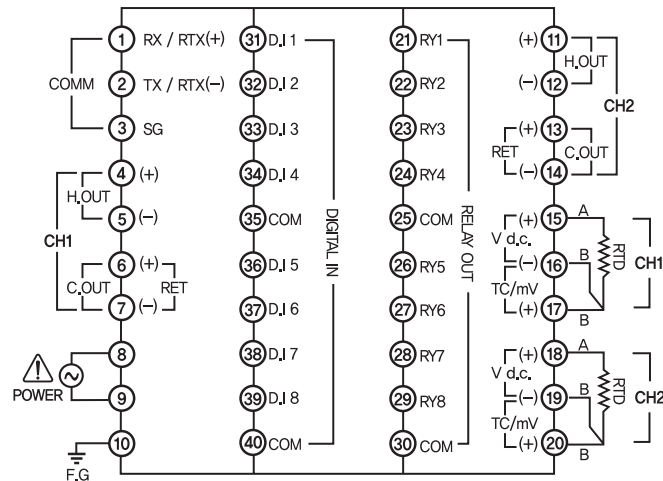 1 RX / RTX(+)
2 TX / RTX(−)
3 SG
COMM
4 (+)
H.OUT
5 (−)
CH1
6 (+)
C.OUT RET
7 (−)
8
POWER
9
10
F.G
31 D.I 1
32 D.I 2
33 D.I 3
34 D.I 4
35 COM
36 D.I 5
37 D.I 6
38 D.I 7
39 D.I 8
40 COM
DIGITAL IN
21 RY1
22 RY2
23 RY3
24 RY4
25 COM
26 RY5
27 RY6
28 RY7
29 RY8
30 COM
RELAY OUT
(+) 11
H.OUT
(−) 12
CH2
(+) 13
RET C.OUT
(−) 14
(+) 15 A
V d.c.
(−) 16 B RTD CH1
TC/mV
(+) 17 B
(+) 18 A
V d.c.
(−) 19 B RTD CH2
TC/mV
(+) 20 B